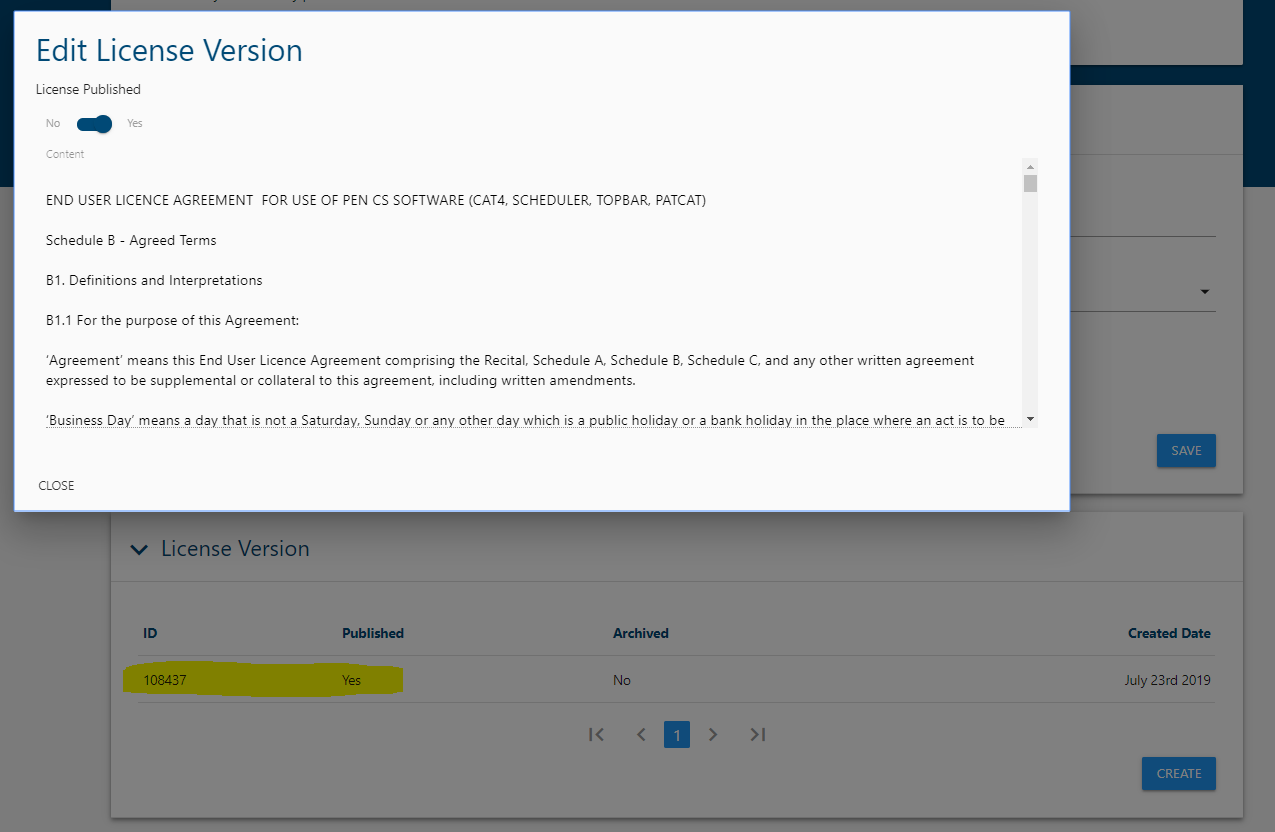 Edit License Version
License Published
No Yes
Content
END USER LICENCE AGREEMENT  FOR USE OF PEN CS SOFTWARE (CAT4, SCHEDULER, TOPBAR, PATCAT)
Schedule B - Agreed Terms
B1. Definitions and Interpretations
B1.1 For the purpose of this Agreement:
‘Agreement’ means this End User Licence Agreement comprising the Recital, Schedule A, Schedule B, Schedule C, and any other written agreement
expressed to be supplemental or collateral to this agreement, including written amendments.
‘Business Day’ means a day that is not a Saturday, Sunday or any other day which is a public holiday or a bank holiday in the place where an act is to be
SAVE
CLOSE
License Version
ID Published Archived Created Date
108437 Yes No July 23rd 2019
1
CREATE